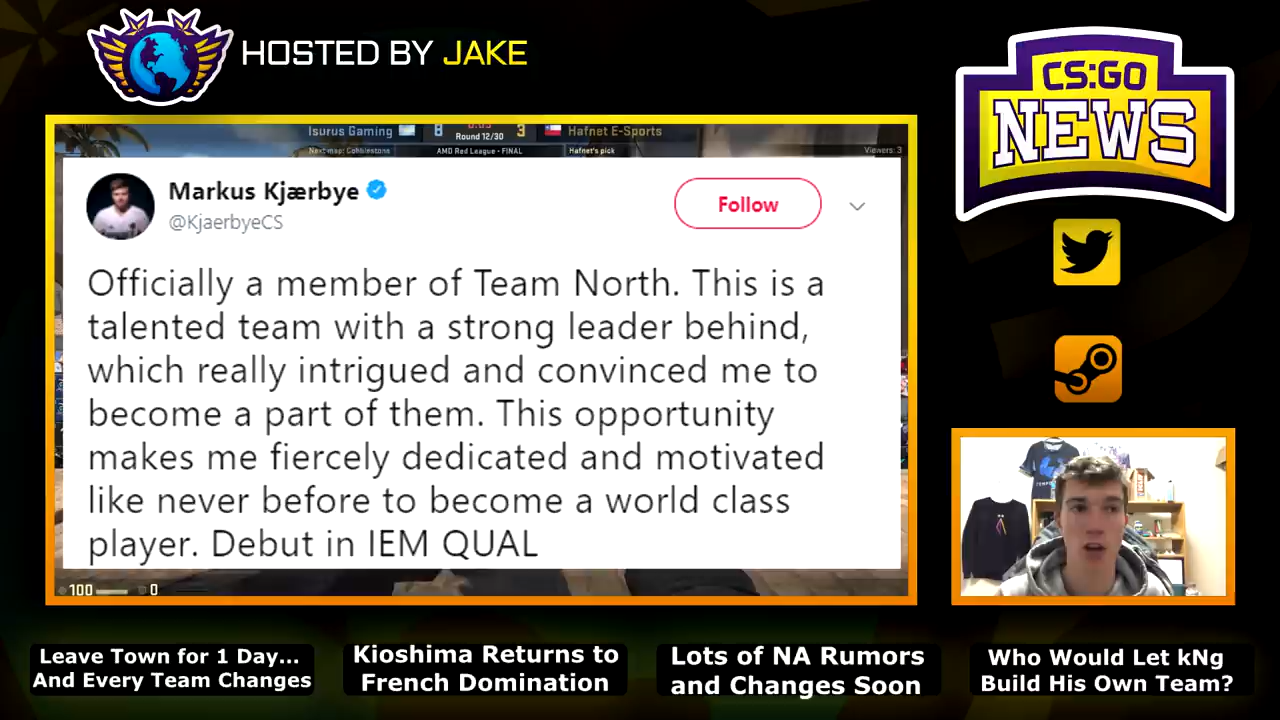 HOSTED BY JAKE
CS:GO
NEWS
Isurus Gaming 8 3 Hafnet E-Sports
Round 12/30
Next map: Cobblestone AMD Red League - FINAL Hafnet's pick Viewers: 3
Markus Kjærbye
@KjaerbyeCS
Follow
Officially a member of Team North. This is a
talented team with a strong leader behind,
which really intrigued and convinced me to
become a part of them. This opportunity
makes me fiercely dedicated and motivated
like never before to become a world class
player. Debut in IEM QUAL
100 0
Leave Town for 1 Day...
And Every Team Changes
Kioshima Returns to
French Domination
Lots of NA Rumors
and Changes Soon
Who Would Let kNg
Build His Own Team?